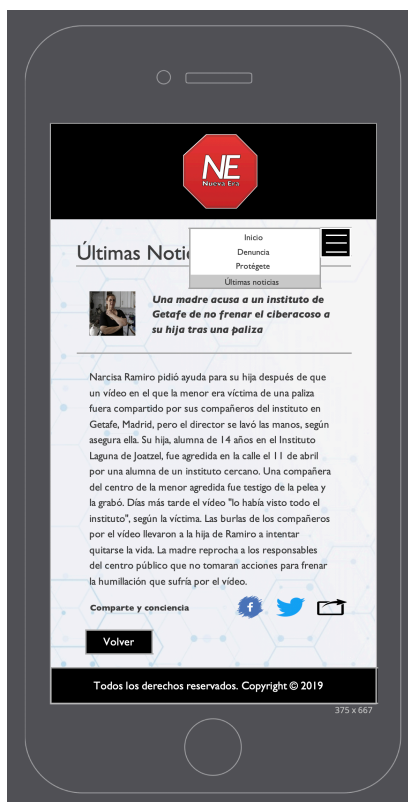 NE
Nueva Era
Inicio
Denuncia
Protégete
Últimas noticias
Últimas Noti
Una madre acusa a un instituto de
Getafe de no frenar el ciberacoso a
su hija tras una paliza
Narcisa Ramiro pidió ayuda para su hija después de que
un vídeo en el que la menor era víctima de una paliza
fuera compartido por sus compañeros del instituto en
Getafe, Madrid, pero el director se lavó las manos, según
asegura ella. Su hija, alumna de 14 años en el Instituto
Laguna de Joatzel, fue agredida en la calle el 11 de abril
por una alumna de un instituto cercano. Una compañera
del centro de la menor agredida fue testigo de la pelea y
la grabó. Días más tarde el vídeo "lo había visto todo el
instituto", según la víctima. Las burlas de los compañeros
por el vídeo llevaron a la hija de Ramiro a intentar
quitarse la vida. La madre reprocha a los responsables
del centro público que no tomaran acciones para frenar
la humillación que sufría por el vídeo.
Comparte y conciencia
Volver
Todos los derechos reservados. Copyright © 2019
375 x 667